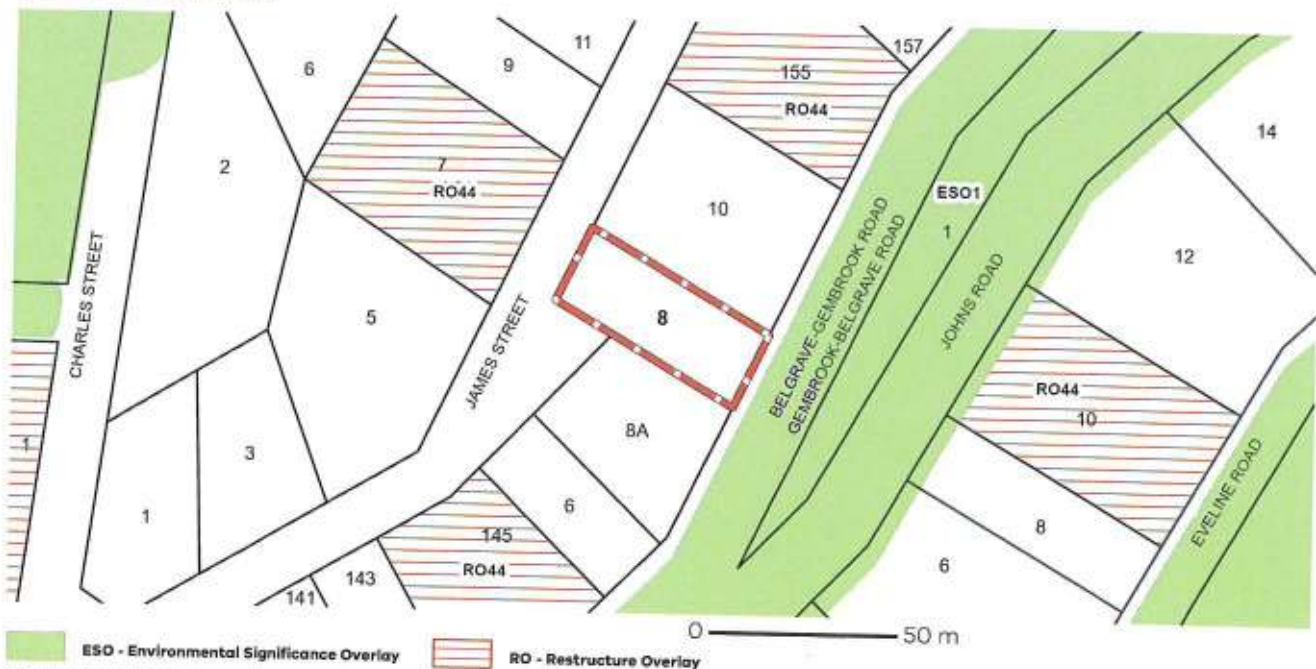 11
157
6
9
155
RO44
14
2
7
RO44
ESO1
10
1
12
CHARLES STREET
BELGRAVE-GEMBROOK ROAD
GEMBROOK-BELGRAVE ROAD
JAMES STREET
5
8
JOHNS ROAD
RO44
10
1
3
8A
EVELINE ROAD
1
6
8
145
RO44
6
143
141
0 50 m
ESO - Environmental Significance Overlay
RO - Restructure Overlay